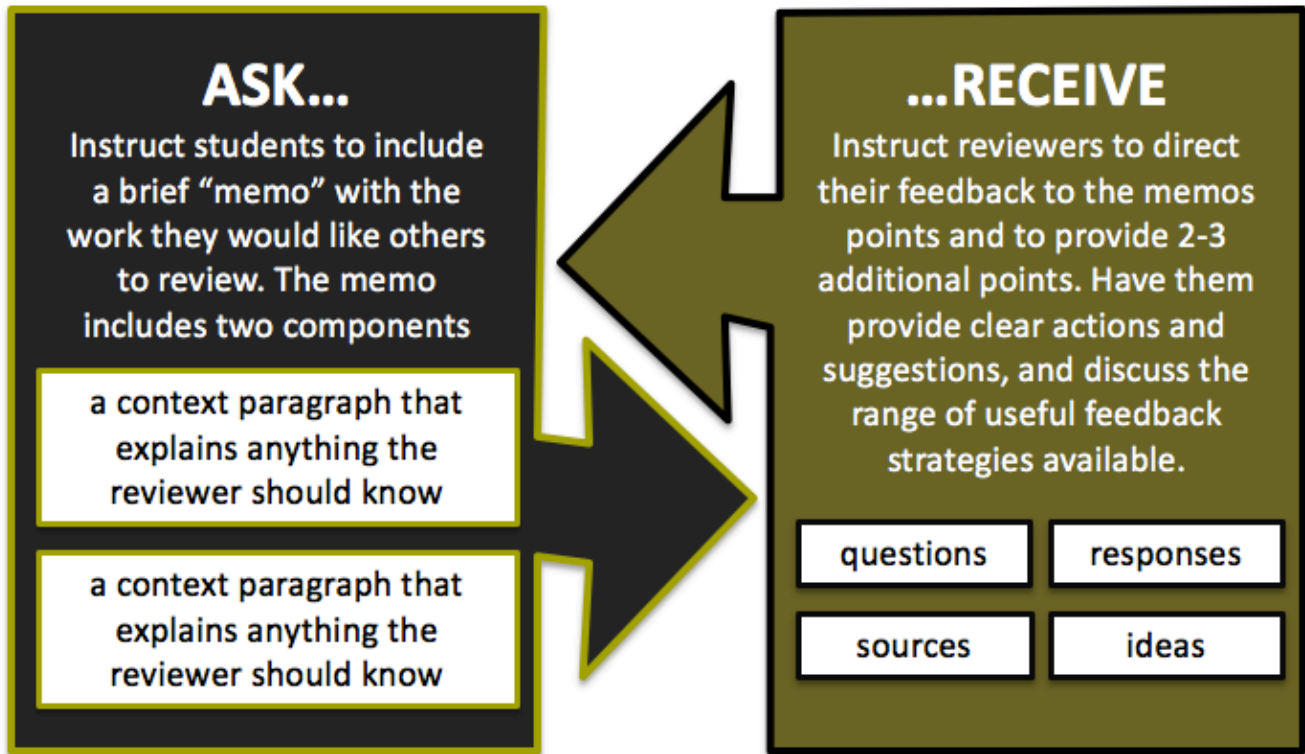 ASK...
Instruct students to include
a brief “memo” with the
work they would like others
to review. The memo
includes two components
a context paragraph that
explains anything the
reviewer should know
a context paragraph that
explains anything the
reviewer should know
...RECEIVE
Instruct reviewers to direct
their feedback to the memos
points and to provide 2-3
additional points. Have them
provide clear actions and
suggestions, and discuss the
range of useful feedback
strategies available.
questions
responses
sources
ideas